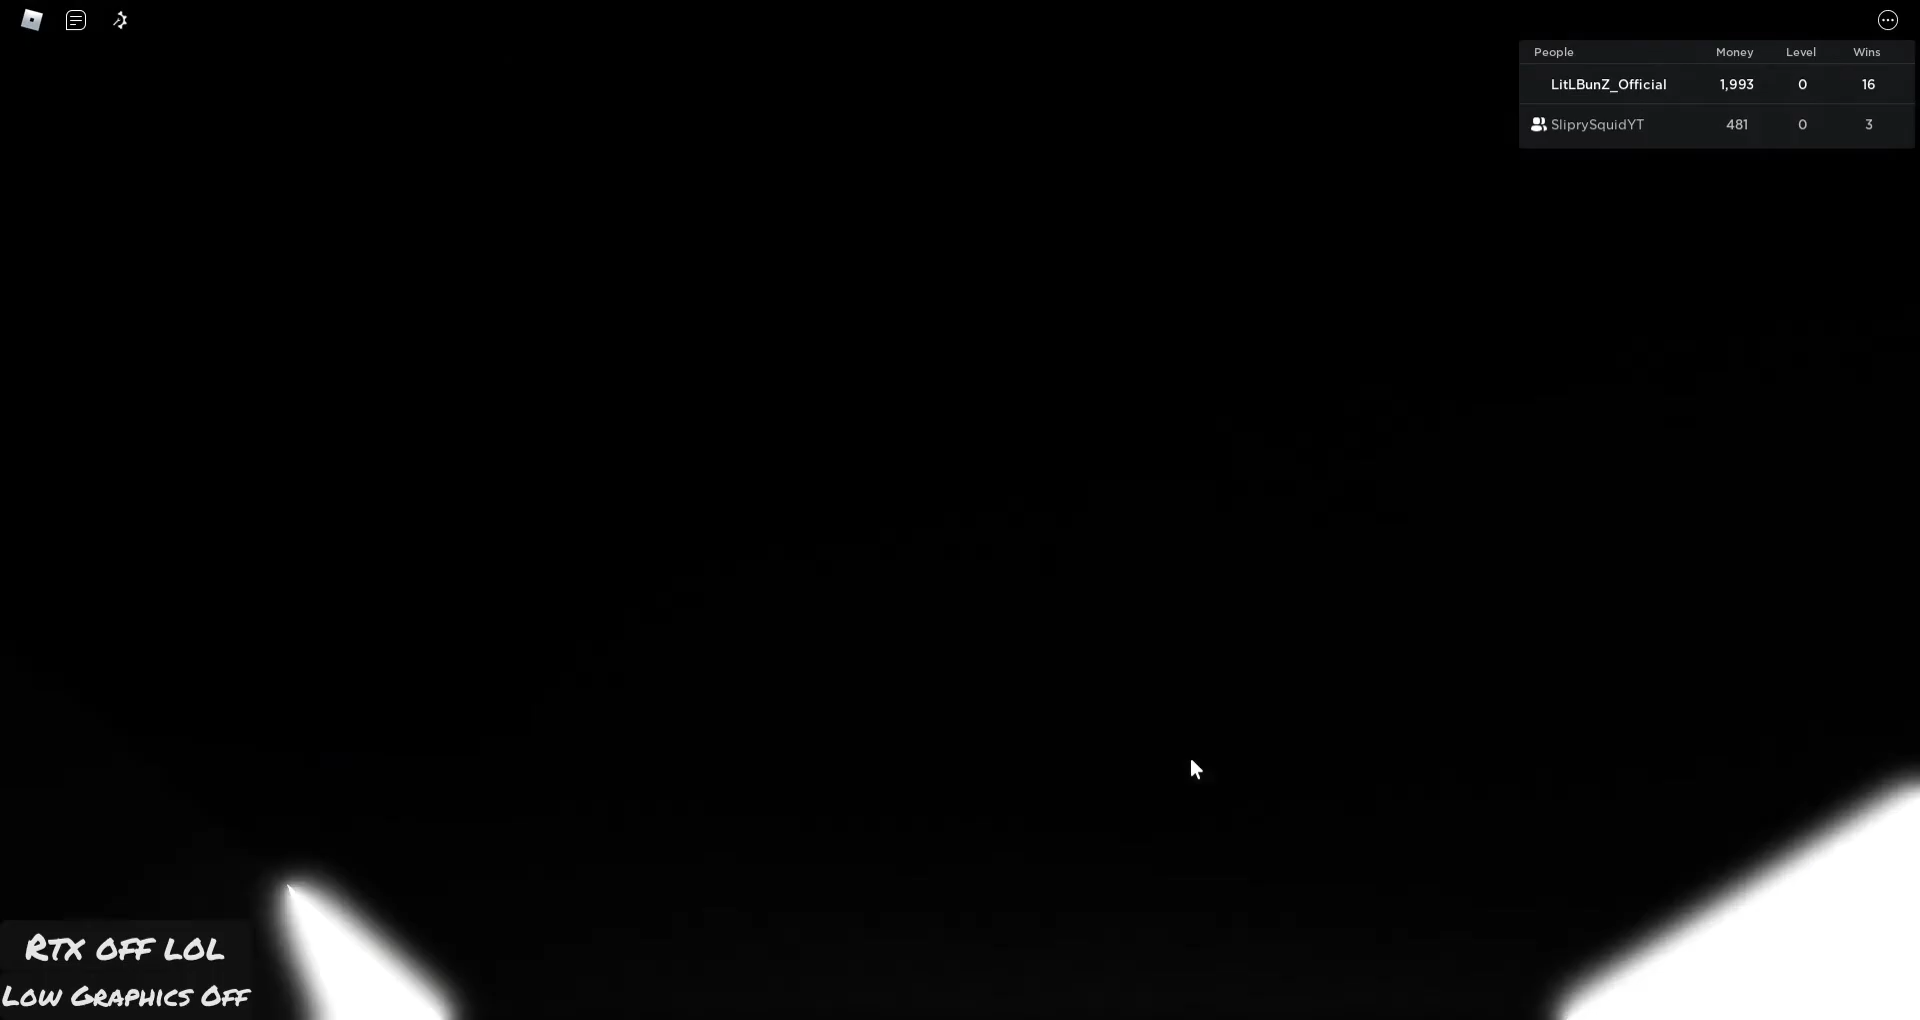 People Money Level Wins
LitLBunZ_Official 1,993 0 16
SliprySquidYT 481 0 3
Rtx off lol
Low Graphics Off